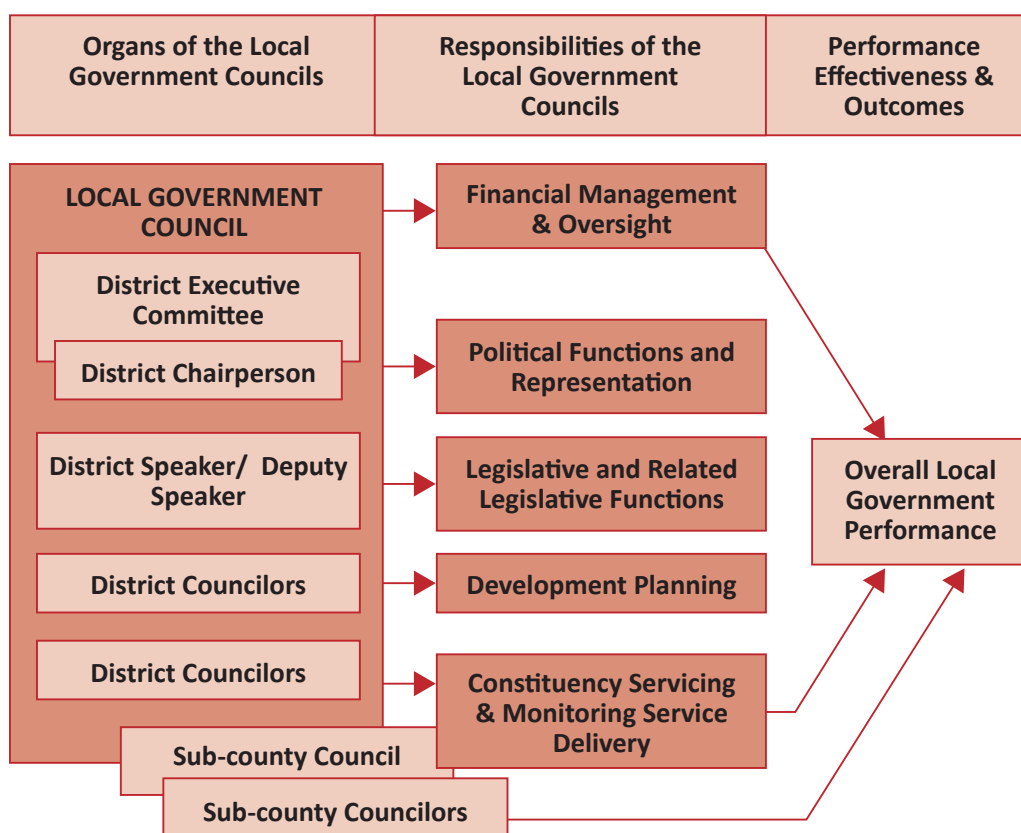 Organs of the Local
Government Councils
Responsibilities of the
Local Government
Councils
Performance
Effectiveness &
Outcomes
LOCAL GOVERNMENT
COUNCIL
District Executive
Committee
District Chairperson
District Speaker/ Deputy
Speaker
District Councilors
District Councilors
Sub-county Council
Sub-county Councilors
Financial Management
& Oversight
Political Functions and
Representation
Legislative and Related
Legislative Functions
Development Planning
Constituency Servicing
& Monitoring Service
Delivery
Overall Local
Government
Performance